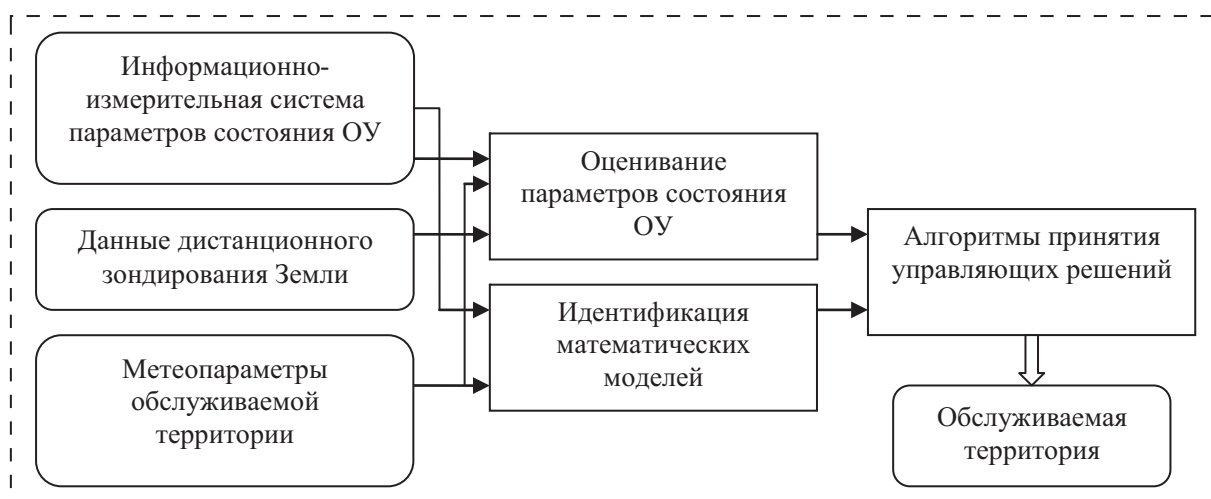 Информационно-
измерительная система
параметров состояния ОУ
Данные дистанционного
зондирования Земли
Метеопараметры
обслуживаемой
территории
Оценивание
параметров состояния
ОУ
Идентификация
математических
моделей
Алгоритмы принятия
управляющих решений
Обслуживаемая
территория